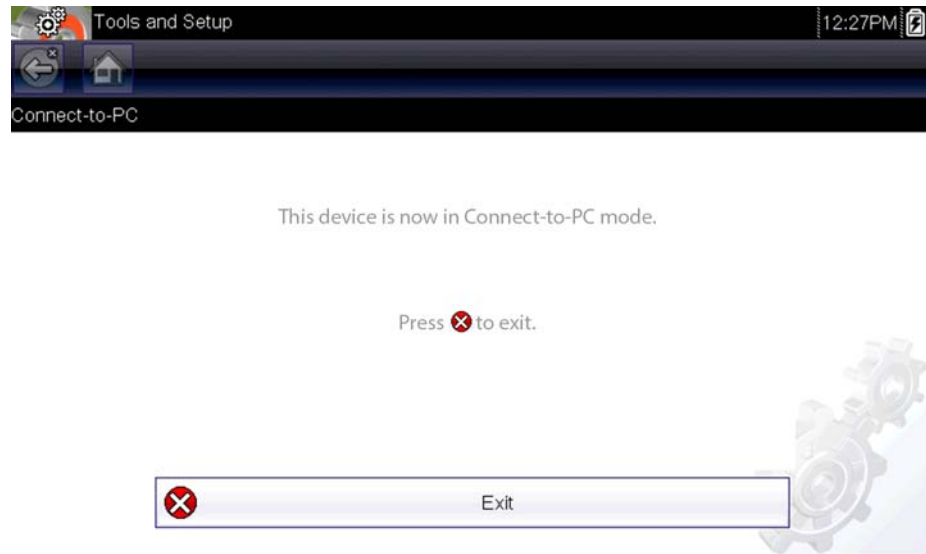 Tools and Setup 12:27PM
Connect-to-PC
This device is now in Connect-to-PC mode.
Press to exit.
Exit